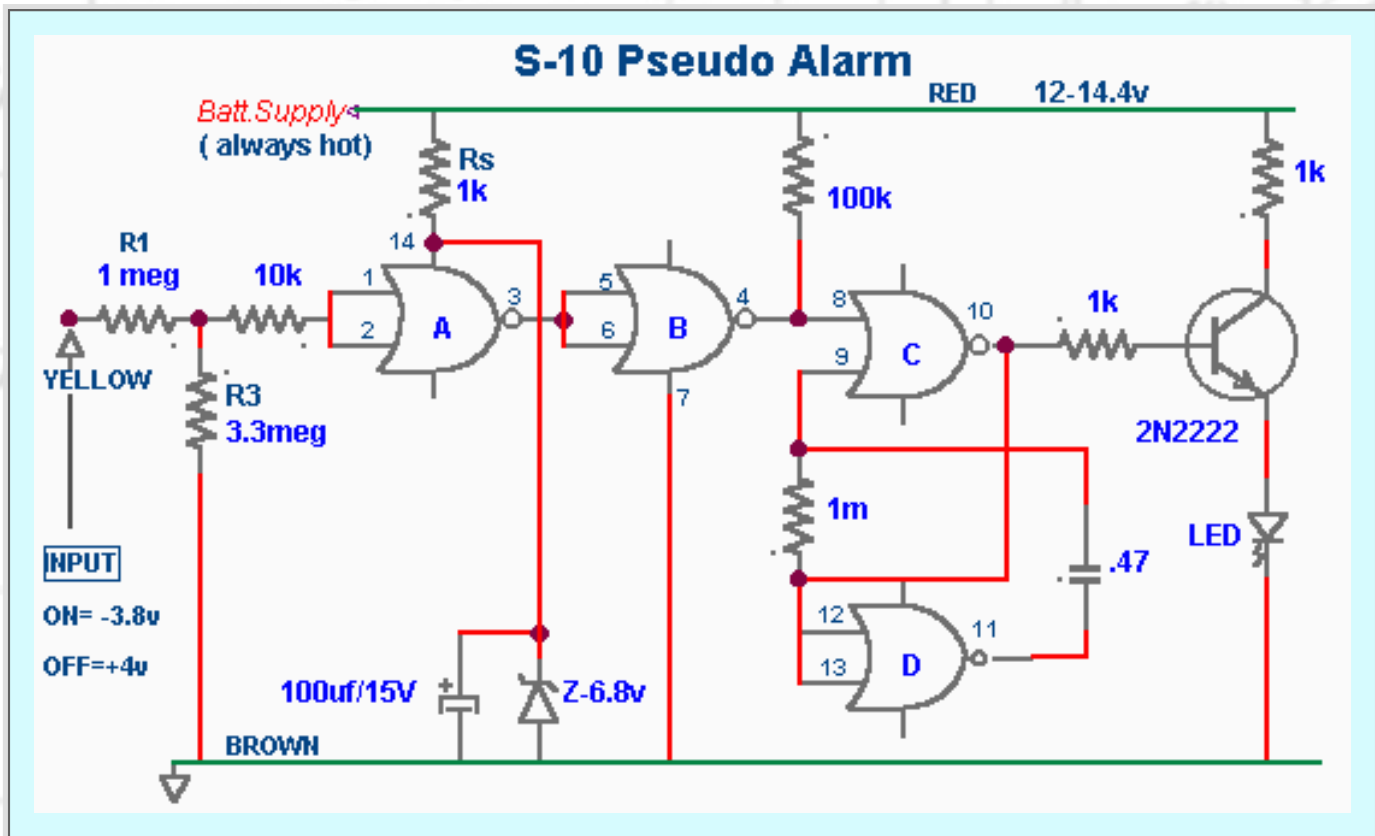 S-10 Pseudo Alarm
Batt.Supply
( always hot)
RED
12-14.4v
Rs
1k
100k
1k
R1
1 meg
10k
14
1
2
3
A
5
6
4
B
7
8
9
10
C
1k
YELLOW
R3
3.3meg
2N2222
1m
INPUT
ON= -3.8v
OFF=+4v
LED
.47
12
13
11
D
+
100uf/15V
Z-6.8v
BROWN